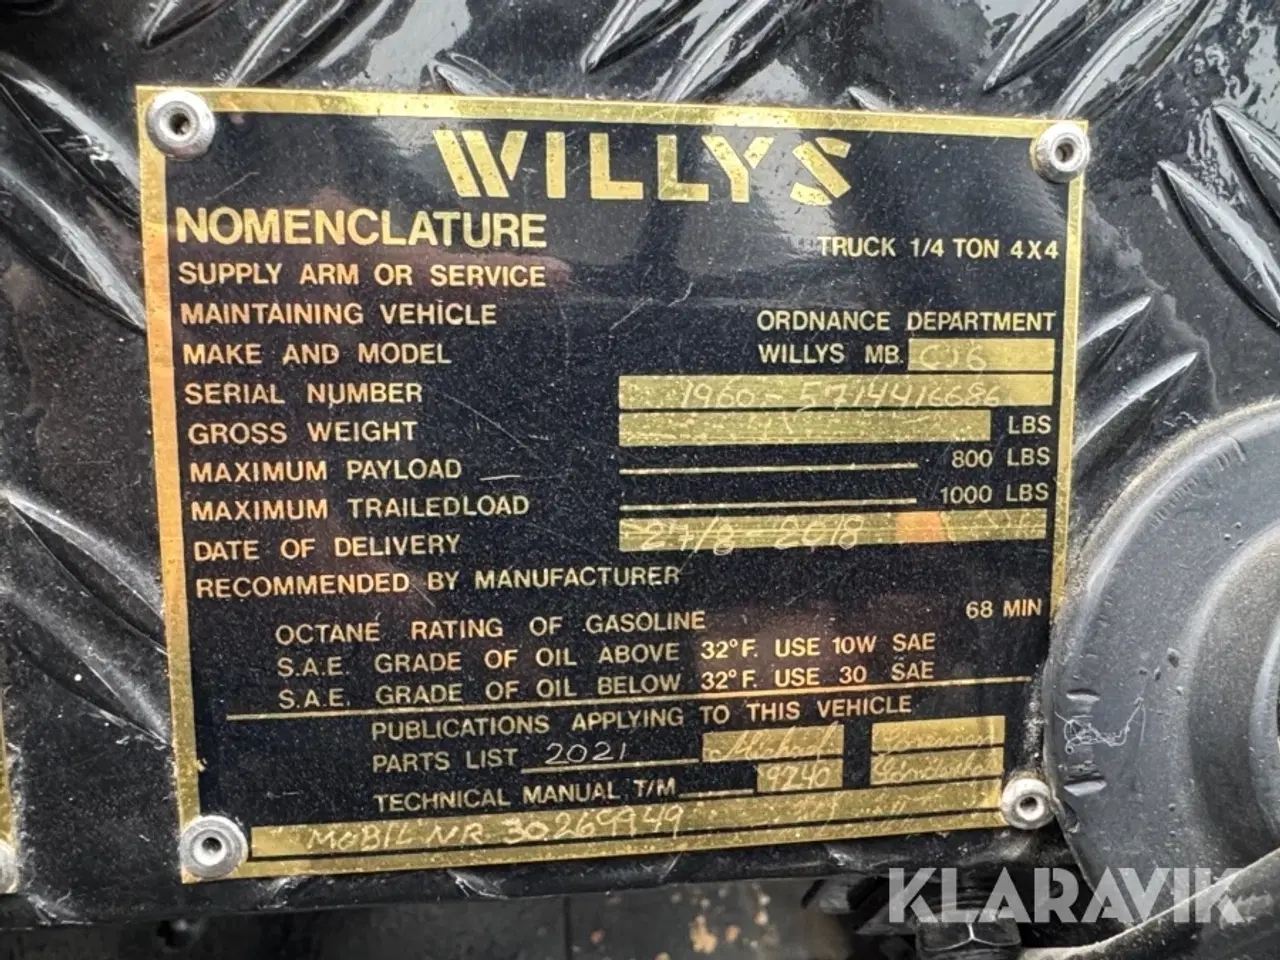 WILLYS
NOMENCLATURE TRUCK 1/4 TON 4X4
SUPPLY ARM OR SERVICE
MAINTAINING VEHICLE ORDNANCE DEPARTMENT
MAKE AND MODEL WILLYS MB. CJ6
SERIAL NUMBER 1960-5714416686
GROSS WEIGHT LBS
MAXIMUM PAYLOAD 800 LBS
MAXIMUM TRAILEDLOAD 1000 LBS
DATE OF DELIVERY 27/8-2018
RECOMMENDED BY MANUFACTURER
OCTANE RATING OF GASOLINE 68 MIN
S.A.E. GRADE OF OIL ABOVE 32°F. USE 10W SAE
S.A.E. GRADE OF OIL BELOW 32°F. USE 30 SAE
PUBLICATIONS APPLYING TO THIS VEHICLE
PARTS LIST 2021 Michael
TECHNICAL MANUAL T/M 9240
MOBIL NR 30269949
KLARAVIK